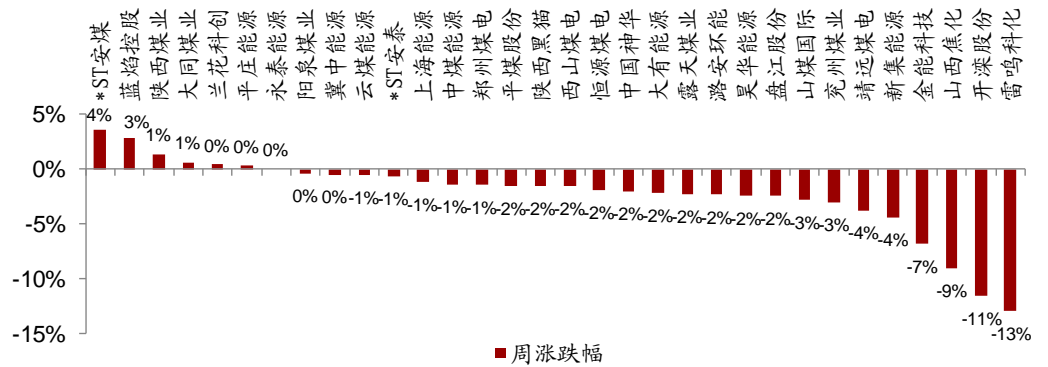 *ST安煤
蓝焰控股
陕西煤业
大同煤业
兰花科创
平庄能源
永泰能源
阳泉煤业
冀中能源
云煤能源
*ST安泰
上海能源
中煤能源
郑州煤电
平煤股份
陕西黑猫
西山煤电
恒源煤电
中国神华
大有能源
露天煤业
潞安环能
昊华能源
盘江股份
山煤国际
兖州煤业
靖远煤电
新集能源
金能科技
山西焦化
开滦股份
雷鸣科化
5%
0%
-5%
-10%
-15%
4%
3%
1%
1%
0%
0%
0%
0%
0%
-1%
-1%
-1%
-1%
-1%
-2%
-2%
-2%
-2%
-2%
-2%
-2%
-2%
-2%
-2%
-3%
-3%
-4%
-4%
-7%
-9%
-11%
-13%
周涨跌幅